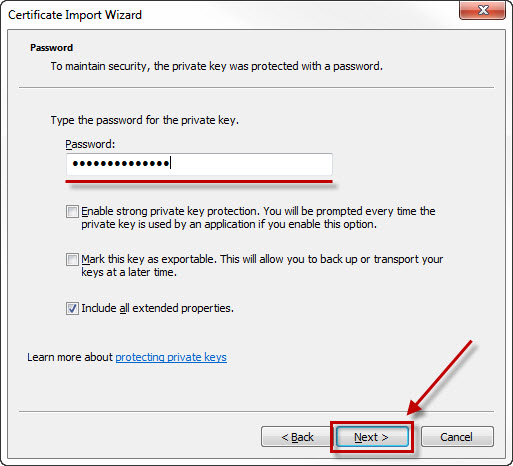 Certificate Import Wizard
Password
To maintain security, the private key was protected with a password.
Type the password for the private key.
Password:
••••••••••••••
Enable strong private key protection. You will be prompted every time the
private key is used by an application if you enable this option.
Mark this key as exportable. This will allow you to back up or transport your
keys at a later time.
Include all extended properties.
Learn more about protecting private keys
< Back
Next >
Cancel